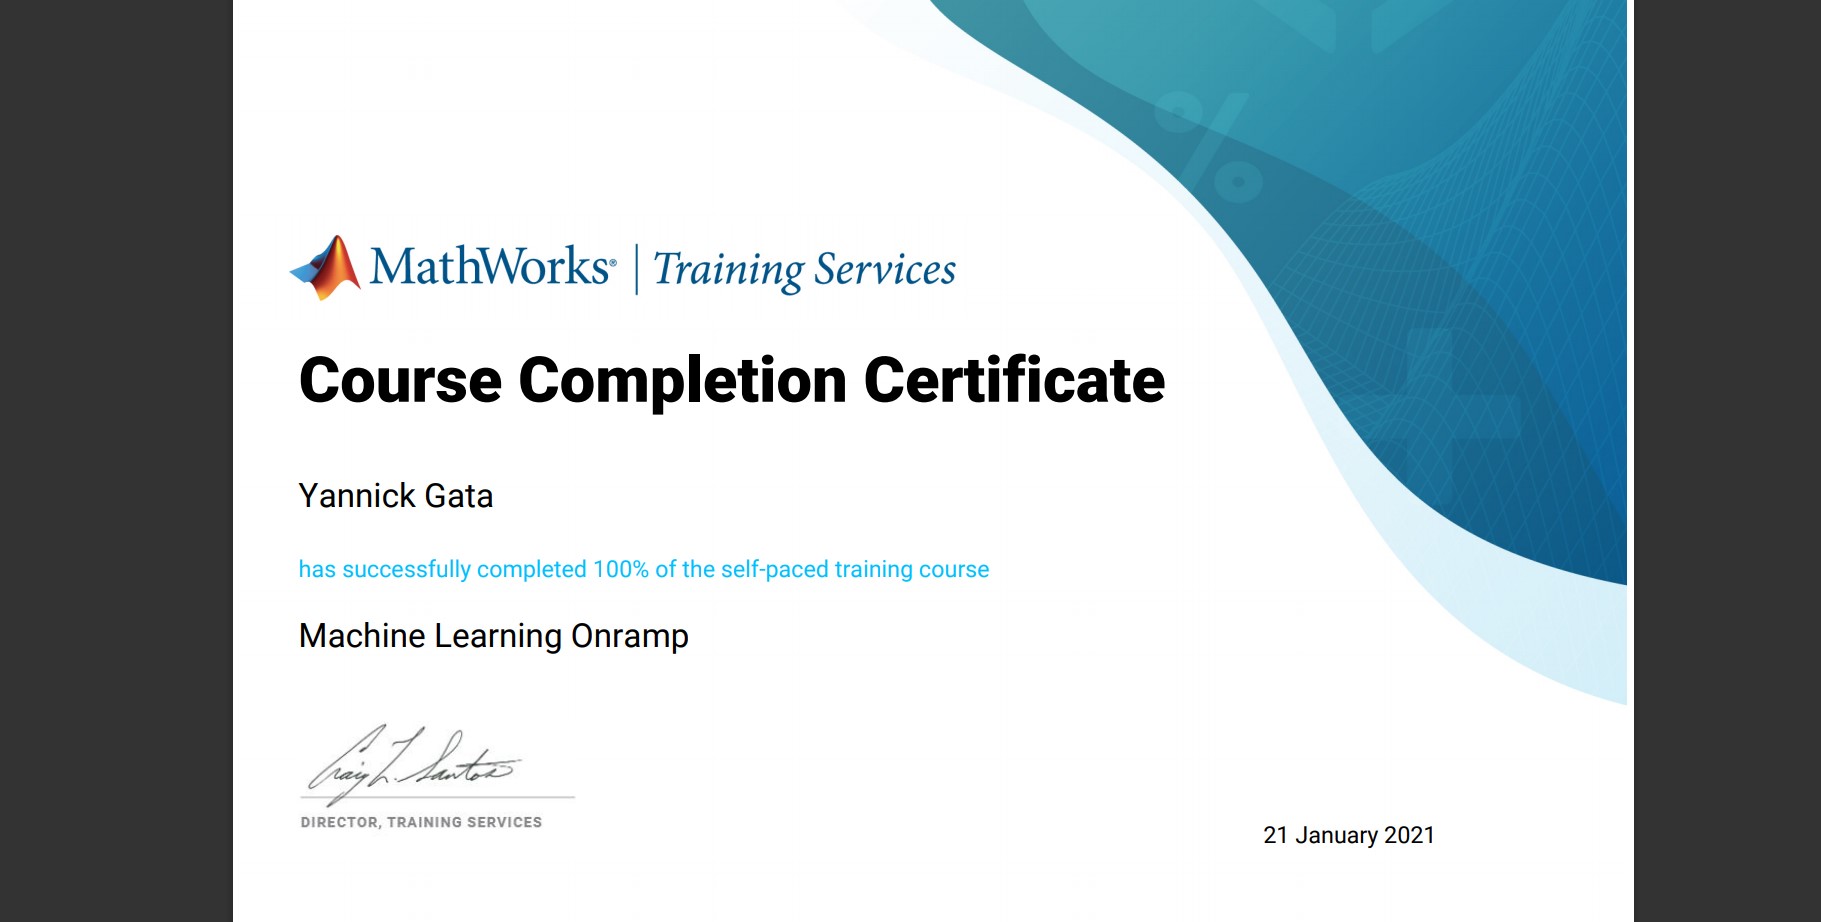 MathWorks® | Training Services
Course Completion Certificate
Yannick Gata
has successfully completed 100% of the self-paced training course
Machine Learning Onramp
Craig L. Santos
DIRECTOR, TRAINING SERVICES
21 January 2021